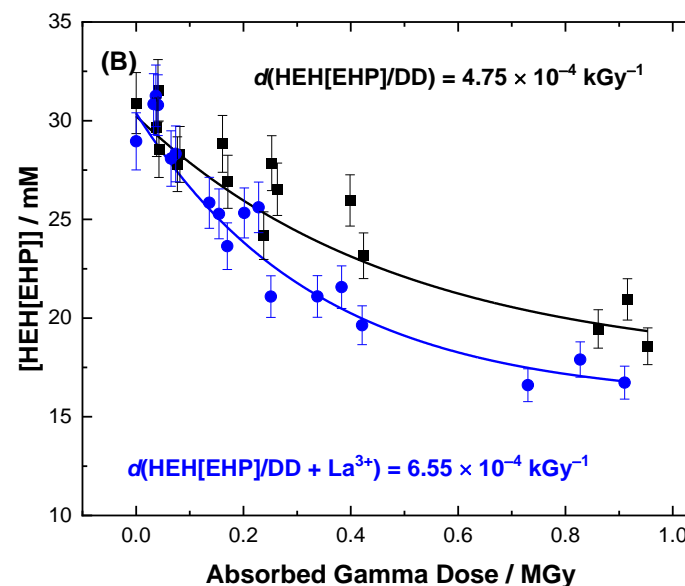 (B)
d(HEH[EHP]/DD) = 4.75 × 10⁻⁴ kGy⁻¹
[HEH[EHP]] / mM
35
30
25
20
15
10
d(HEH[EHP]/DD + La³⁺) = 6.55 × 10⁻⁴ kGy⁻¹
0.0 0.2 0.4 0.6 0.8 1.0
Absorbed Gamma Dose / MGy